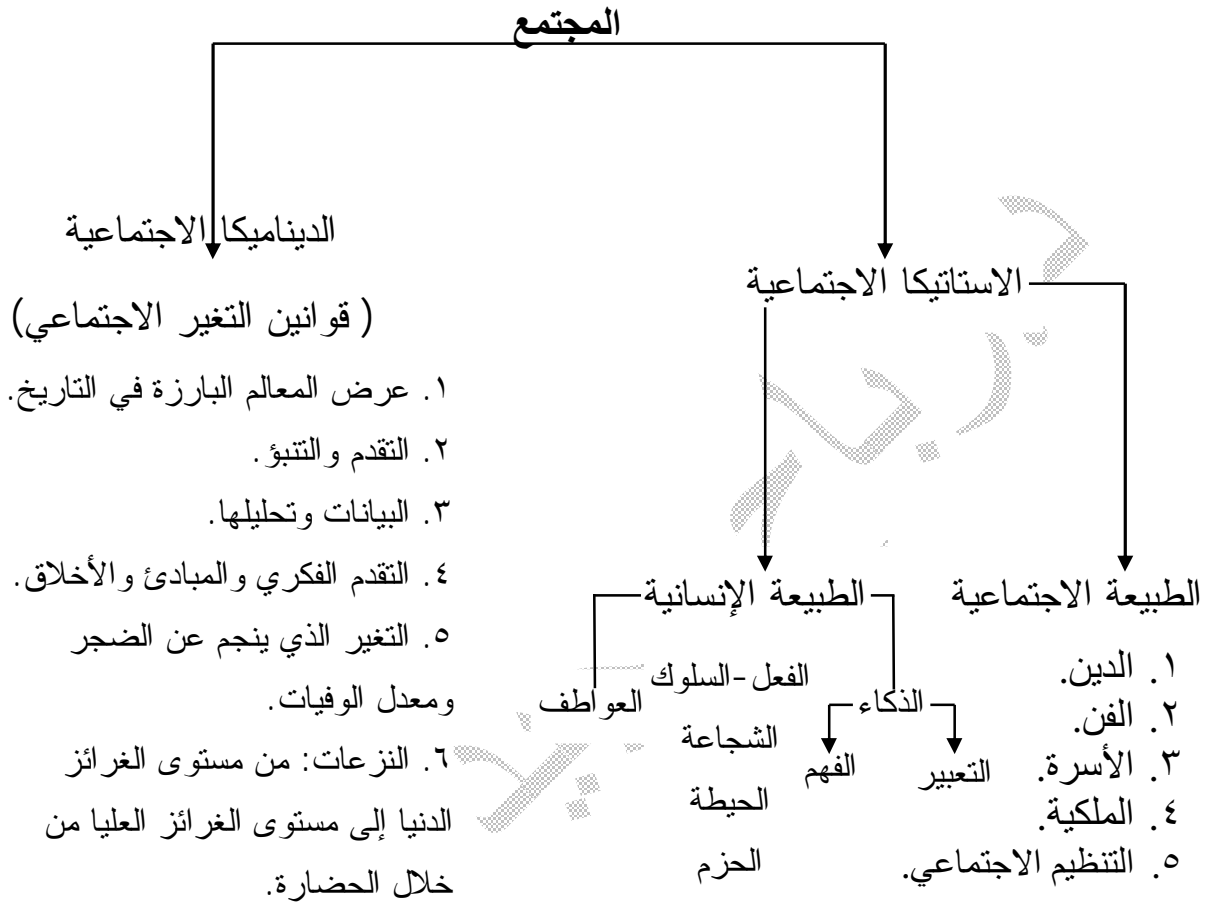 المجتمع
الاستاتيكا الاجتماعية
الطبيعة الاجتماعية
١. الدين.
٢. الفن.
٣. الأسرة.
٤. الملكية.
٥. التنظيم الاجتماعي.
الطبيعة الإنسانية
الذكاء
التعبير
الفهم
الفعل-السلوك
الشجاعة
الحيطة
الحزم
العواطف
الديناميكا الاجتماعية
( قوانين التغير الاجتماعي)
١. عرض المعالم البارزة في التاريخ.
٢. التقدم والتنبؤ.
٣. البيانات وتحليلها.
٤. التقدم الفكري والمبادئ والأخلاق.
٥. التغير الذي ينجم عن الضجر
ومعدل الوفيات.
٦. النزعات: من مستوى الغرائز
الدنيا إلى مستوى الغرائز العليا من
خلال الحضارة.